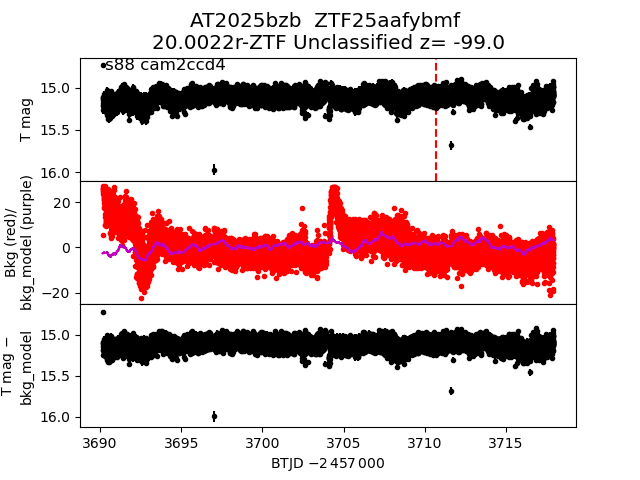 AT2025bzb  ZTF25aafybmf
20.0022r-ZTF Unclassified z= -99.0
s88 cam2ccd4
T mag
15.0
15.5
16.0
Bkg (red)/
bkg_model (purple)
20
0
−20
T mag −
bkg_model
15.0
15.5
16.0
3690 3695 3700 3705 3710 3715
BTJD −2 457 000